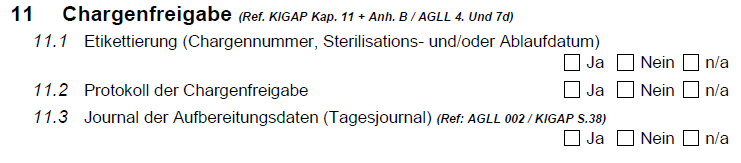 11 Chargenfreigabe (Ref. KIGAP Kap. 11 + Anh. B / AGLL 4. Und 7d)
11.1 Etikettierung (Chargennummer, Sterilisations- und/oder Ablaufdatum)
☐ Ja ☐ Nein ☐ n/a
11.2 Protokoll der Chargenfreigabe ☐ Ja ☐ Nein ☐ n/a
11.3 Journal der Aufbereitungsdaten (Tagesjournal) (Ref: AGLL 002 / KIGAP S.38)
☐ Ja ☐ Nein ☐ n/a